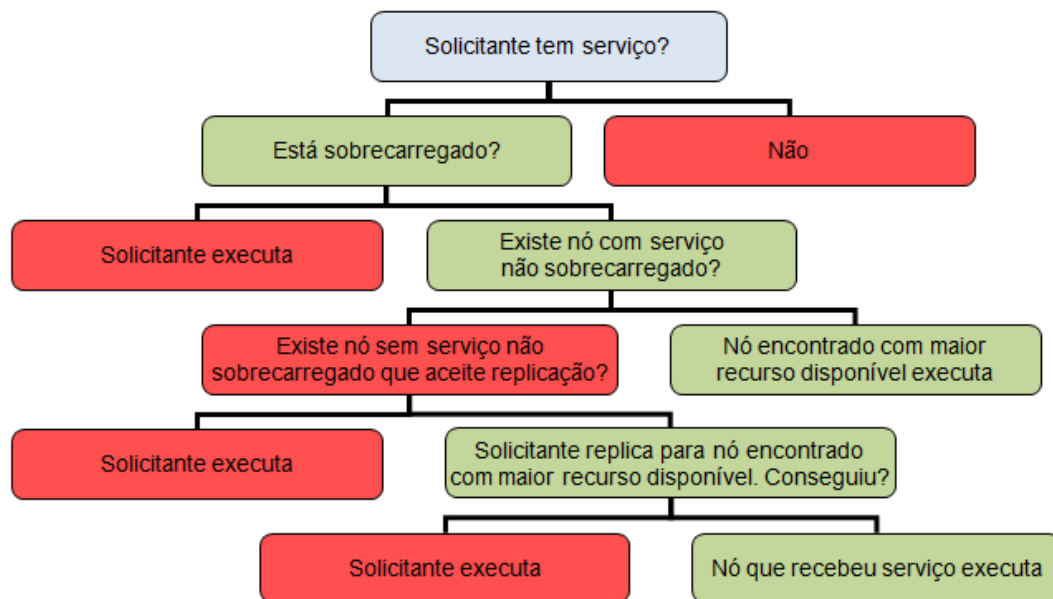 Solicitante tem serviço?
Está sobrecarregado?
Não
Solicitante executa
Existe nó com serviço
não sobrecarregado?
Existe nó sem serviço não
sobrecarregado que aceite replicação?
Nó encontrado com maior
recurso disponível executa
Solicitante executa
Solicitante replica para nó encontrado
com maior recurso disponível. Conseguiu?
Solicitante executa
Nó que recebeu serviço executa